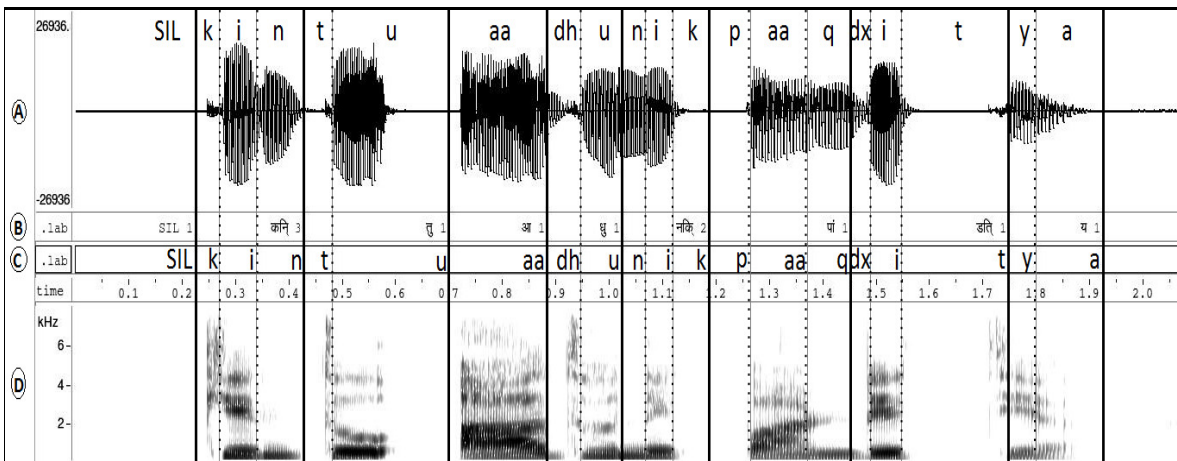 26936. SIL k i n t u aa dh u n i k p aa q dx i t y a
A
-26936
B .lab SIL 1 कनि् 3 तु 1 आ 1 धु 1 नकि् 2 पां 1 डति् 1 य 1
C .lab SIL k i n t u aa dh u n i k p aa q dx i t y a
time 0.1 0.2 0.3 0.4 0.5 0.6 0.7 0.8 0.9 1.0 1.1 1.2 1.3 1.4 1.5 1.6 1.7 1.8 1.9 2.0
kHz
6-
D 4-
2-